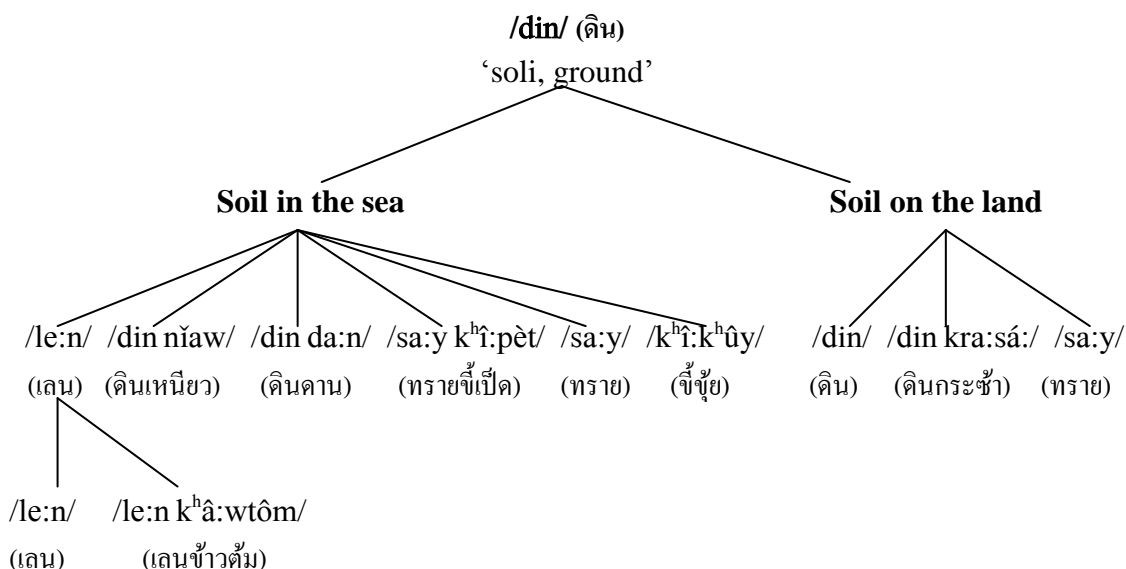 /din/ (ดิน)
‘soli, ground’
Soil in the sea Soil on the land
/le:n/ /din nǐaw/ /din da:n/ /sa:y kʰî:pèt/ /sa:y/ /kʰî:kʰûy/ /din/ /din kra:sá:/ /sa:y/
(เลน) (ดินเหนียว) (ดินดาน) (ทรายขี้เป็ด) (ทราย) (ขี้ขุ้ย) (ดิน) (ดินกระซ้า) (ทราย)
/le:n/ /le:n kʰâ:wtôm/
(เลน) (เลนข้าวต้ม)